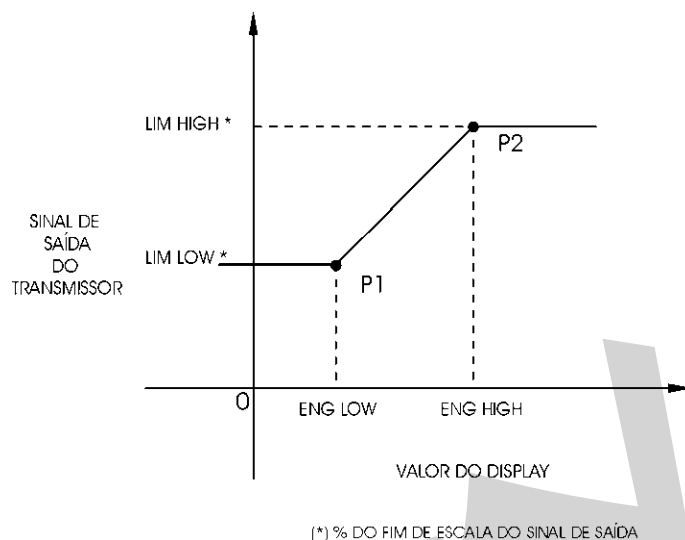 LIM HIGH *
P2
SINAL DE
SAÍDA
DO
TRANSMISSOR
LIM LOW *
P1
0
ENG LOW
ENG HIGH
VALOR DO DISPLAY
(*) % DO FIM DE ESCALA DO SINAL DE SAÍDA